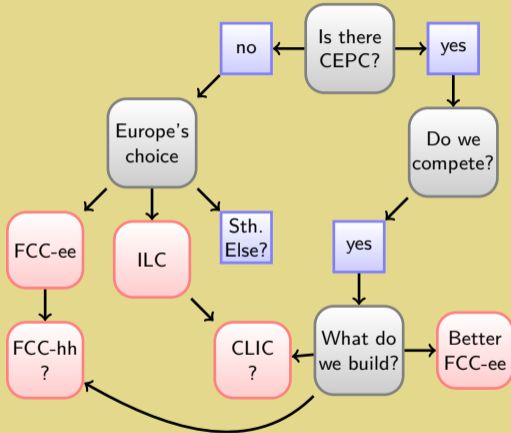 Is there
CEPC?
no
yes
Europe's
choice
Do we
compete?
FCC-ee
ILC
Sth.
Else?
yes
FCC-hh
?
CLIC
?
What do
we build?
Better
FCC-ee